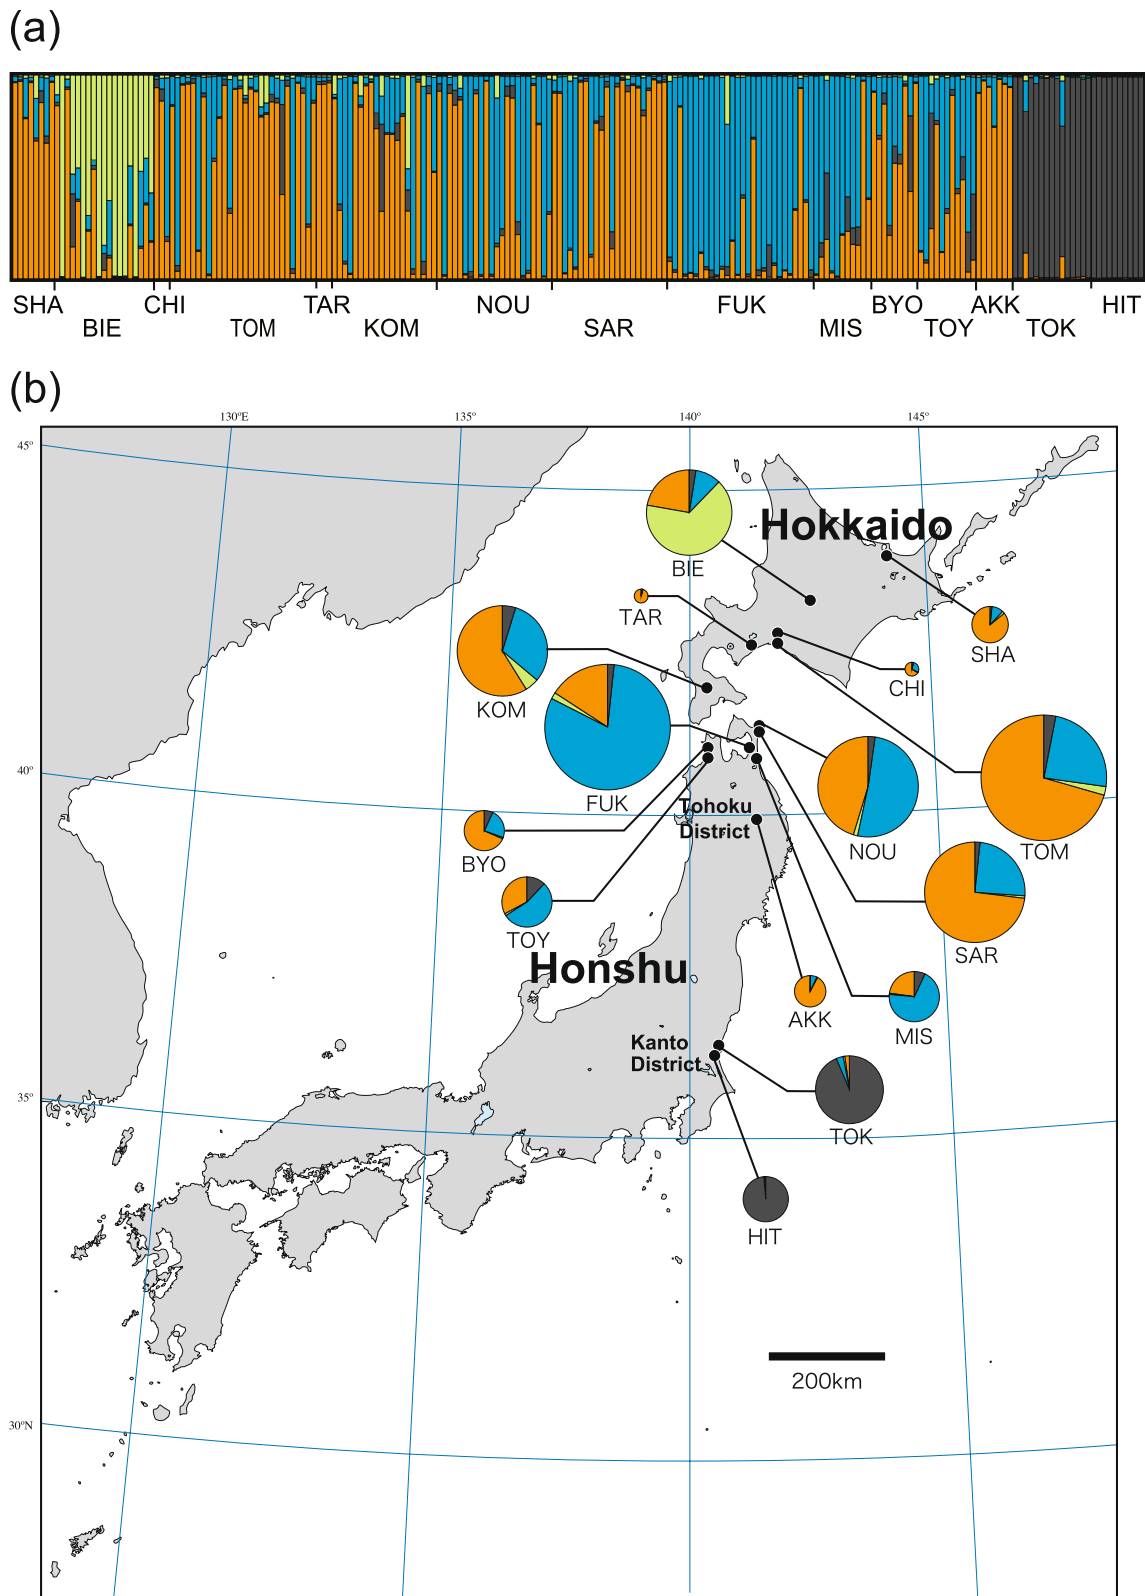 (a)
SHA CHI TAR NOU FUK BYO AKK HIT
BIE TOM KOM SAR MIS TOY TOK
(b)
130°E 135° 140° 145°
45°
Hokkaido
BIE
TAR
SHA
CHI
KOM
40°
FUK
Tohoku
District
BYO
NOU
TOM
TOY
SAR
Honshu
AKK
MIS
Kanto
District
35°
TOK
HIT
200km
30°N